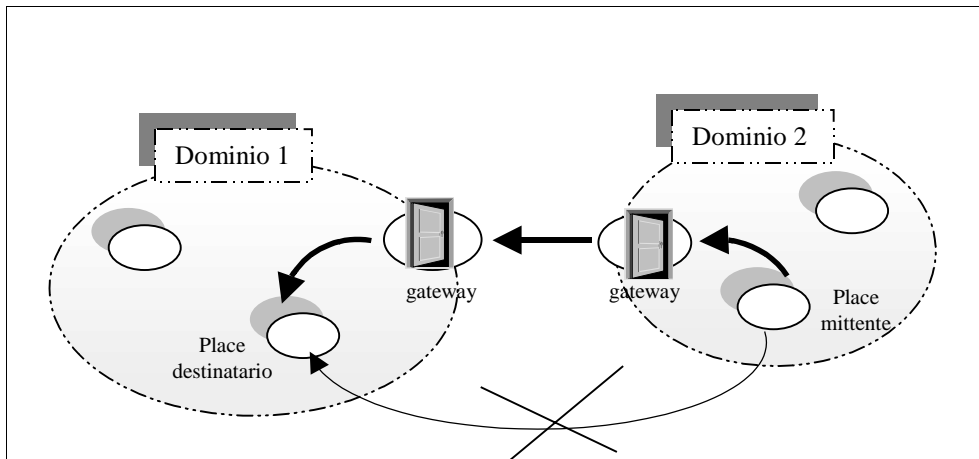 Dominio 1
Dominio 2
gateway
gateway
Place
mittente
Place
destinatario